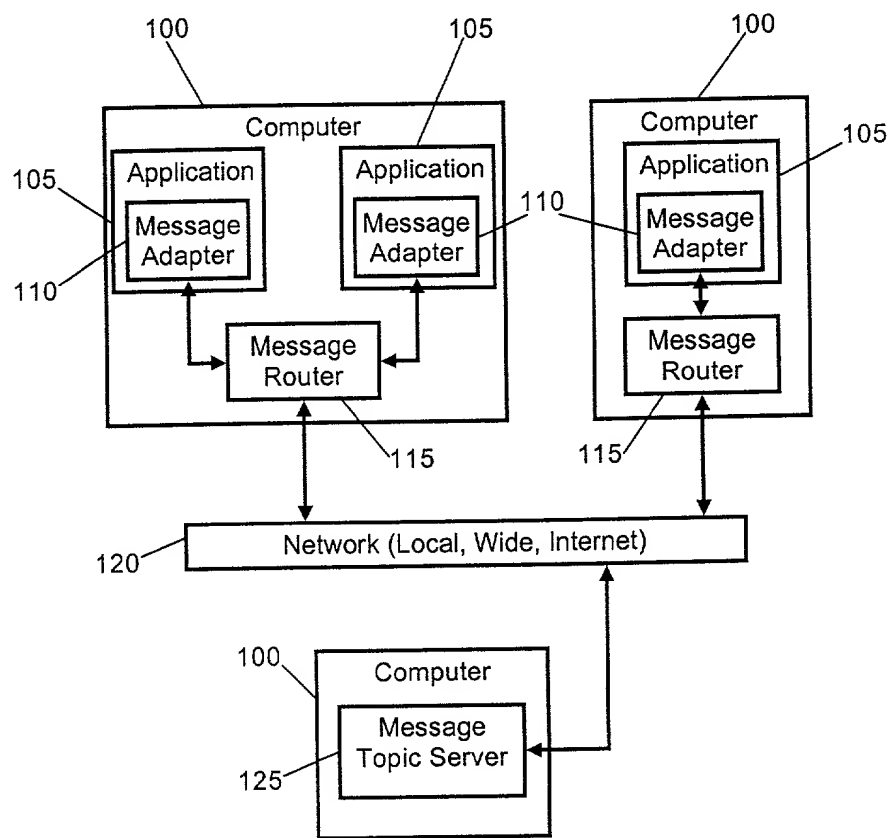 100
105
100
Computer
Computer
105
105
Application
Application
Application
Message
Adapter
Message
Adapter
110
Message
Adapter
110
Message
Router
Message
Router
115
115
120
Network (Local, Wide, Internet)
100
Computer
Message
Topic Server
125